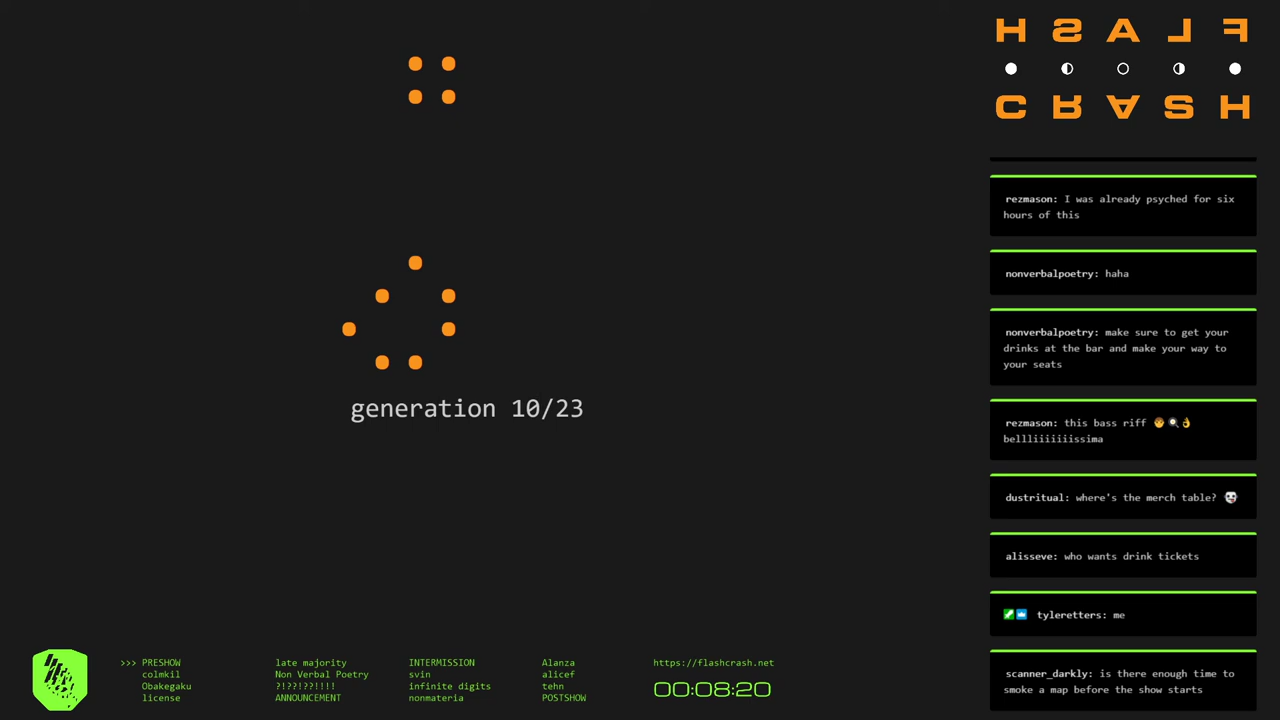 HSALF
CRASH
rezmason: I was already psyched for six
hours of this
nonverbalpoetry: haha
nonverbalpoetry: make sure to get your
drinks at the bar and make your way to
your seats
rezmason: this bass riff 🧑🍳👌
bellliiiiiiissima
dustritual: where's the merch table?
alisseve: who wants drink tickets
tyleretters: me
scanner_darkly: is there enough time to
smoke a map before the show starts
generation 10/23
>>> PRESHOW
colmkil
Obakegaku
license
late majority
Non Verbal Poetry
?!??!??!!!!
ANNOUNCEMENT
INTERMISSION
svin
infinite digits
nonmateria
Alanza
alicef
tehn
POSTSHOW
https://flashcrash.net
00:08:20